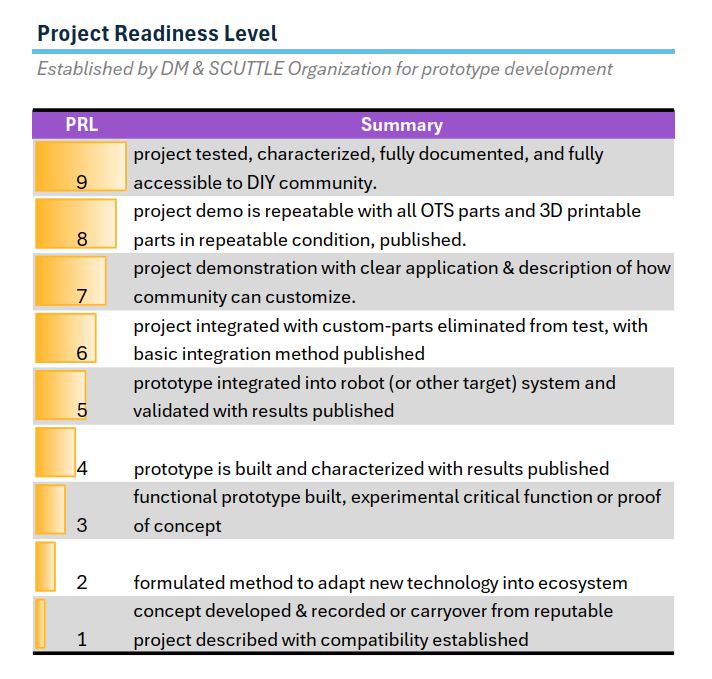 Project Readiness Level
Established by DM & SCUTTLE Organization for prototype development
PRL Summary
project tested, characterized, fully documented, and fully
9 accessible to DIY community.
project demo is repeatable with all OTS parts and 3D printable
8 parts in repeatable condition, published.
project demonstration with clear application & description of how
7 community can customize.
project integrated with custom-parts eliminated from test, with
6 basic integration method published
prototype integrated into robot (or other target) system and
5 validated with results published
4 prototype is built and characterized with results published
functional prototype built, experimental critical function or proof
3 of concept
2 formulated method to adapt new technology into ecosystem
concept developed & recorded or carryover from reputable
1 project described with compatibility established